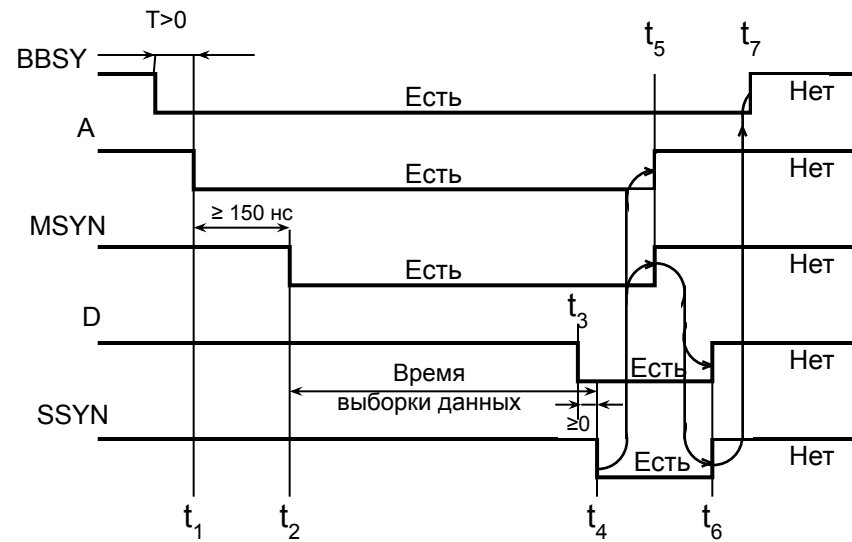 T>0
t5 t7
BBSY
Есть
Нет
A
Есть
Нет
≥ 150 нс
MSYN
Есть
Нет
D
t3
Есть
Нет
Время
выборки данных
≥0
SSYN
Есть
Нет
t1 t2 t4 t6